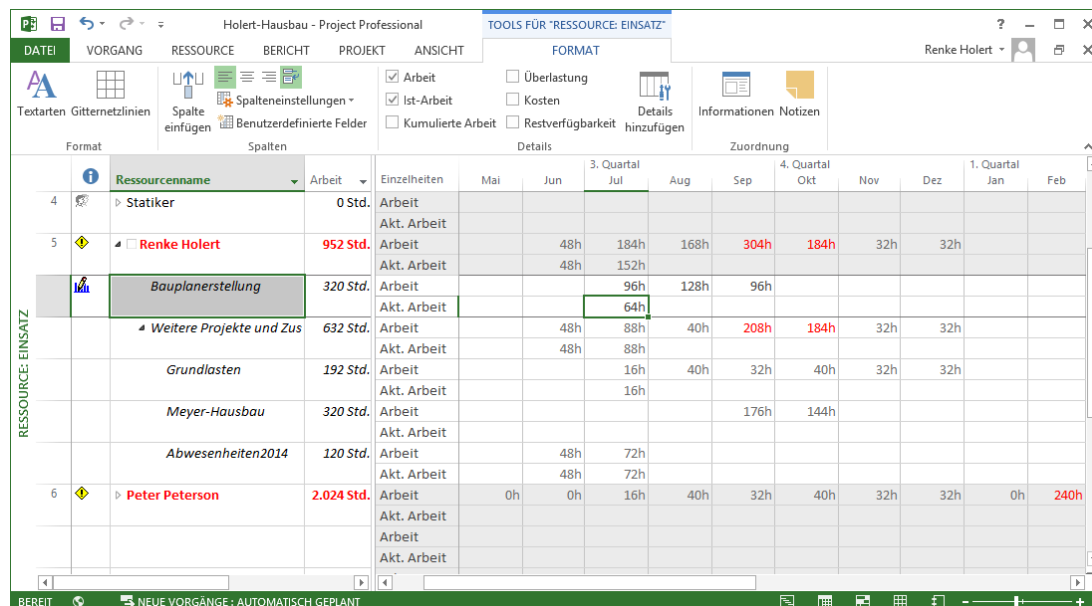 Holert-Hausbau - Project Professional
TOOLS FÜR "RESSOURCE: EINSATZ"
?
DATEI VORGANG RESSOURCE BERICHT PROJEKT ANSICHT FORMAT Renke Holert
Textarten Gitternetzlinien
Format
Spalte einfügen
Spalteneinstellungen
Benutzerdefinierte Felder
Spalten
Arbeit
Ist-Arbeit
Kumulierte Arbeit
Überlastung
Kosten
Restverfügbarkeit
Details hinzufügen
Details
Informationen Notizen
Zuordnung
3. Quartal 4. Quartal 1. Quartal
Ressourcenname Arbeit Einzelheiten Mai Jun Jul Aug Sep Okt Nov Dez Jan Feb
4 Statiker 0 Std. Arbeit
Akt. Arbeit
5 Renke Holert 952 Std. Arbeit 48h 184h 168h 304h 184h 32h 32h
Akt. Arbeit 48h 152h
Bauplanerstellung 320 Std. Arbeit 96h 128h 96h
Akt. Arbeit 64h
Weitere Projekte und Zus 632 Std. Arbeit 48h 88h 40h 208h 184h 32h 32h
Akt. Arbeit 48h 88h
Grundlasten 192 Std. Arbeit 16h 40h 32h 40h 32h 32h
Akt. Arbeit 16h
Meyer-Hausbau 320 Std. Arbeit 176h 144h
Akt. Arbeit
Abwesenheiten2014 120 Std. Arbeit 48h 72h
Akt. Arbeit 48h 72h
6 Peter Peterson 2.024 Std. Arbeit 0h 0h 16h 40h 32h 40h 32h 32h 0h 240h
Akt. Arbeit
Arbeit
Akt. Arbeit
RESSOURCE: EINSATZ
BEREIT NEUE VORGÄNGE : AUTOMATISCH GEPLANT